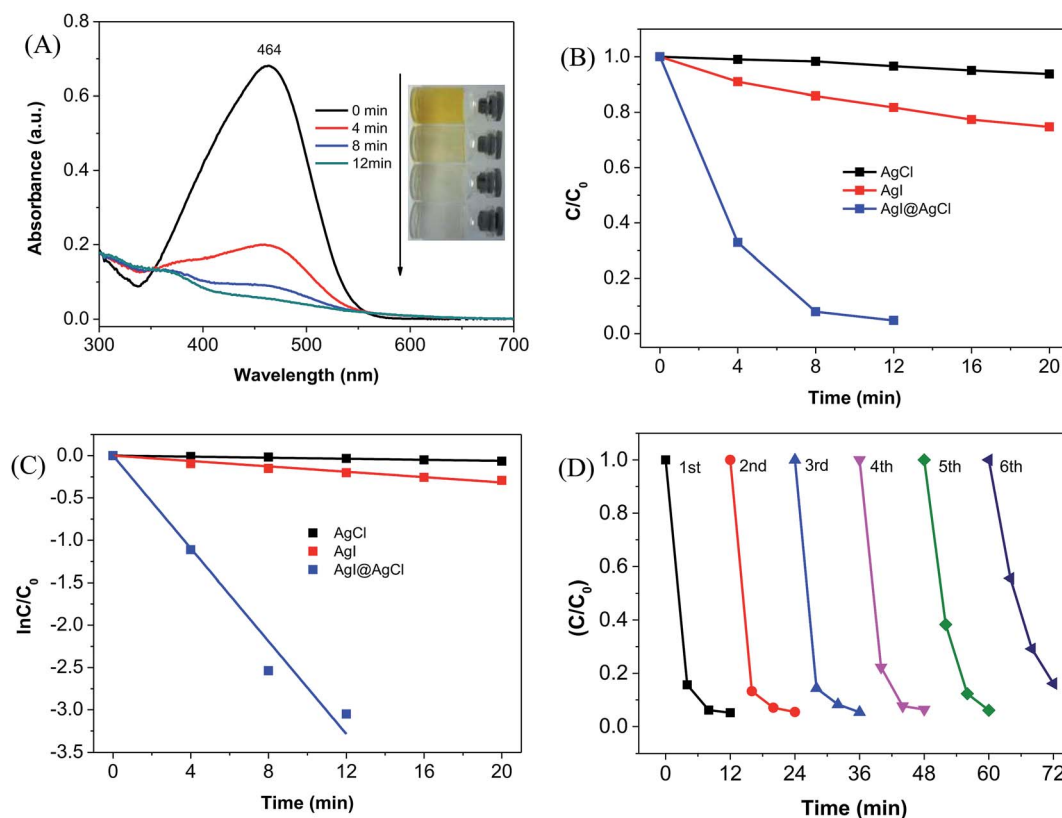 (A)
0.8
0.6
0.4
0.2
0.0
Absorbance (a.u.)
464
0 min
4 min
8 min
12min
300
400
500
600
700
Wavelength (nm)
(B)
1.0
0.8
0.6
0.4
0.2
0.0
C/C0
AgCl
AgI
AgI@AgCl
0
4
8
12
16
20
Time (min)
(C)
0.0
-0.5
-1.0
-1.5
-2.0
-2.5
-3.0
-3.5
lnC/C0
AgCl
AgI
AgI@AgCl
0
4
8
12
16
20
Time (min)
(D)
1.0
0.8
0.6
0.4
0.2
0.0
(C/C0)
1st
2nd
3rd
4th
5th
6th
0
12
24
36
48
60
72
Time (min)